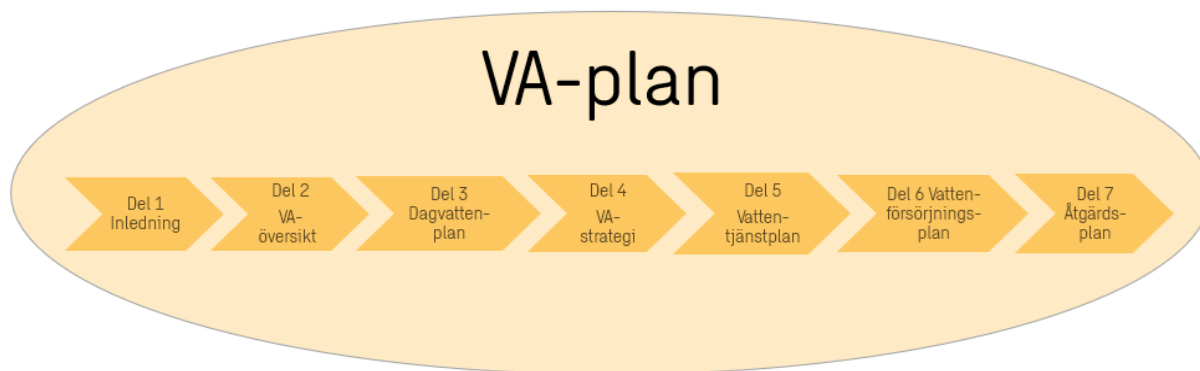 VA-plan
Del 1
Inledning
Del 2
VA-
översikt
Del 3
Dagvatten-
plan
Del 4
VA-
strategi
Del 5
Vatten-
tjänstplan
Del 6 Vatten-
försörjnings-
plan
Del 7
Åtgärds-
plan